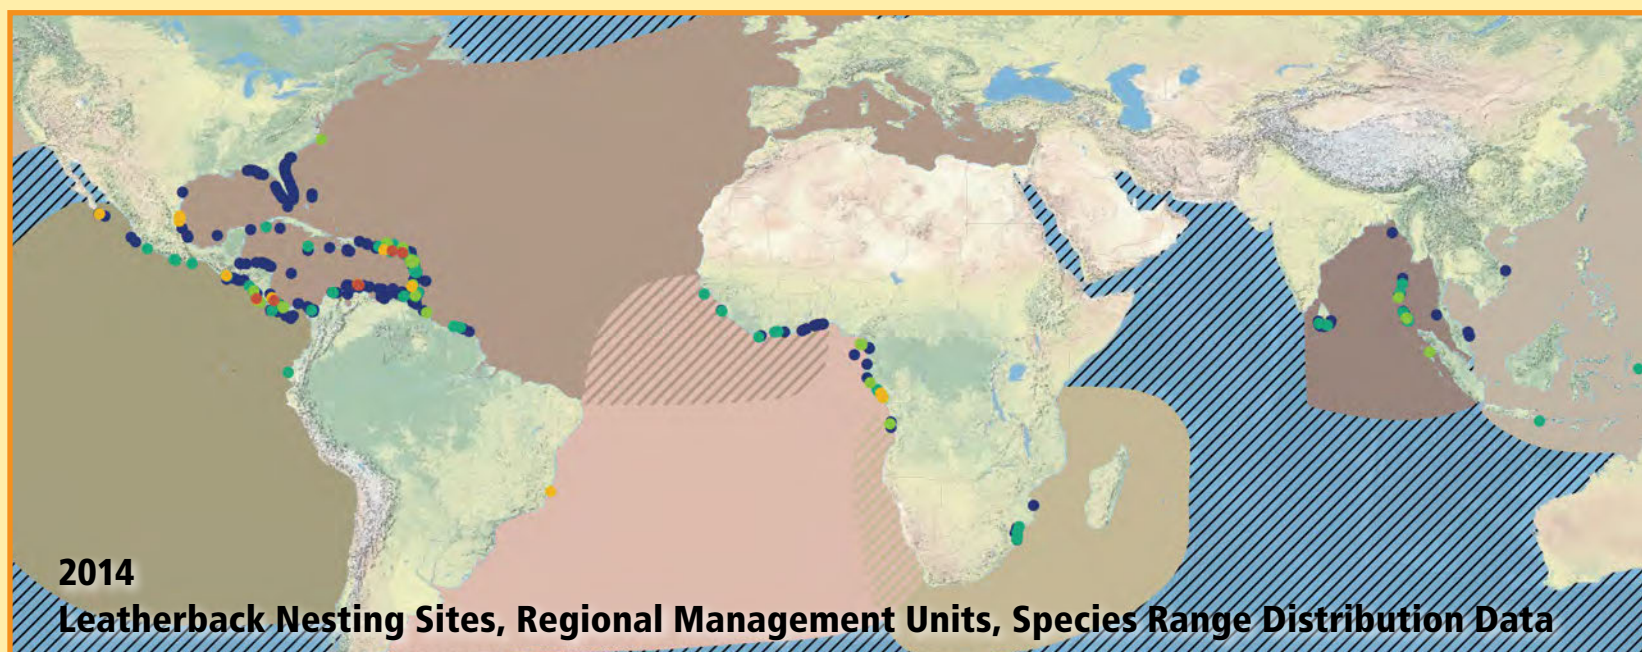 2014
Leatherback Nesting Sites, Regional Management Units, Species Range Distribution Data